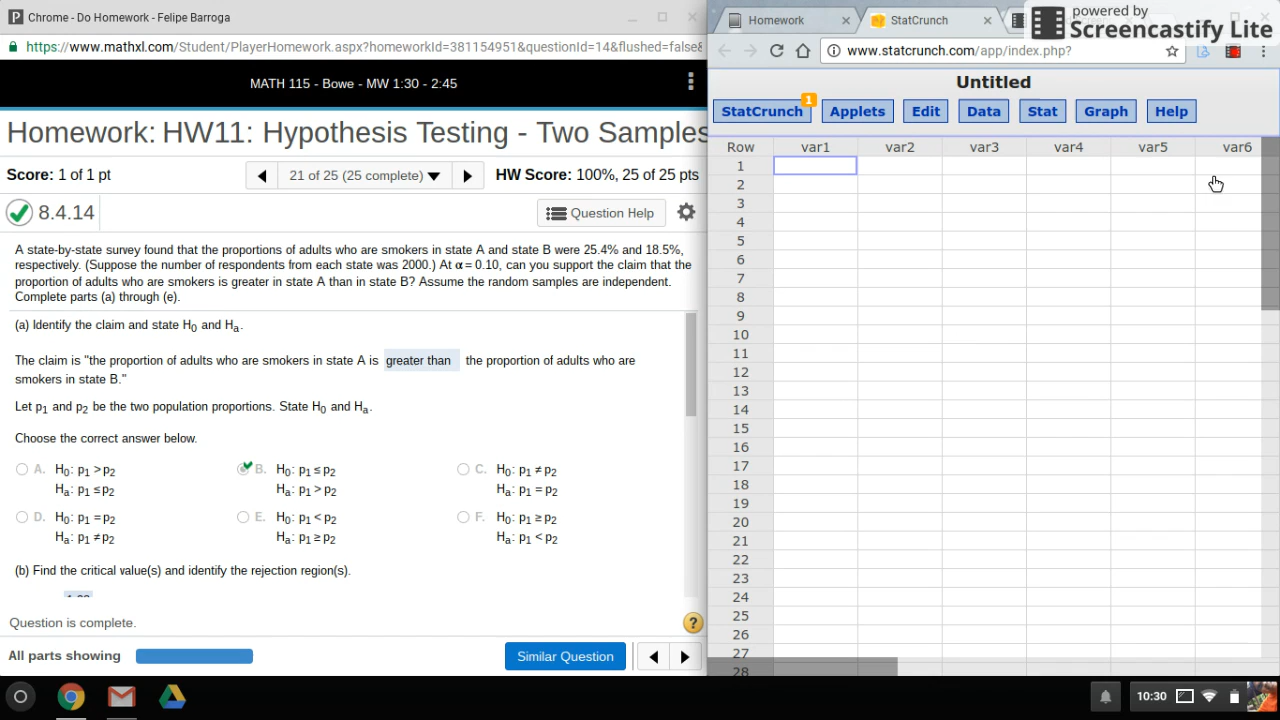 Chrome - Do Homework - Felipe Barroga
https://www.mathxl.com/Student/PlayerHomework.aspx?homeworkId=381154951&questionId=14&flushed=false&
MATH 115 - Bowe - MW 1:30 - 2:45
Homework: HW11: Hypothesis Testing - Two Samples
Score: 1 of 1 pt
21 of 25 (25 complete)
HW Score: 100%, 25 of 25 pts
8.4.14
Question Help
A state-by-state survey found that the proportions of adults who are smokers in state A and state B were 25.4% and 18.5%,
respectively. (Suppose the number of respondents from each state was 2000.) At α = 0.10, can you support the claim that the
proportion of adults who are smokers is greater in state A than in state B? Assume the random samples are independent.
Complete parts (a) through (e).
(a) Identify the claim and state H0 and Ha.
The claim is "the proportion of adults who are smokers in state A is greater than the proportion of adults who are
smokers in state B."
Let p1 and p2 be the two population proportions. State H0 and Ha.
Choose the correct answer below.
A. H0: p1 > p2
Ha: p1 ≤ p2
B. H0: p1 ≤ p2
Ha: p1 > p2
C. H0: p1 ≠ p2
Ha: p1 = p2
D. H0: p1 = p2
Ha: p1 ≠ p2
E. H0: p1 < p2
Ha: p1 ≥ p2
F. H0: p1 ≥ p2
Ha: p1 < p2
(b) Find the critical value(s) and identify the rejection region(s).
Question is complete.
?
All parts showing
Similar Question
Homework
StatCrunch
powered by
Screencastify Lite
www.statcrunch.com/app/index.php?
Untitled
StatCrunch 1 Applets Edit Data Stat Graph Help
Row var1 var2 var3 var4 var5 var6
1
2
3
4
5
6
7
8
9
10
11
12
13
14
15
16
17
18
19
20
21
22
23
24
25
26
27
28
10:30